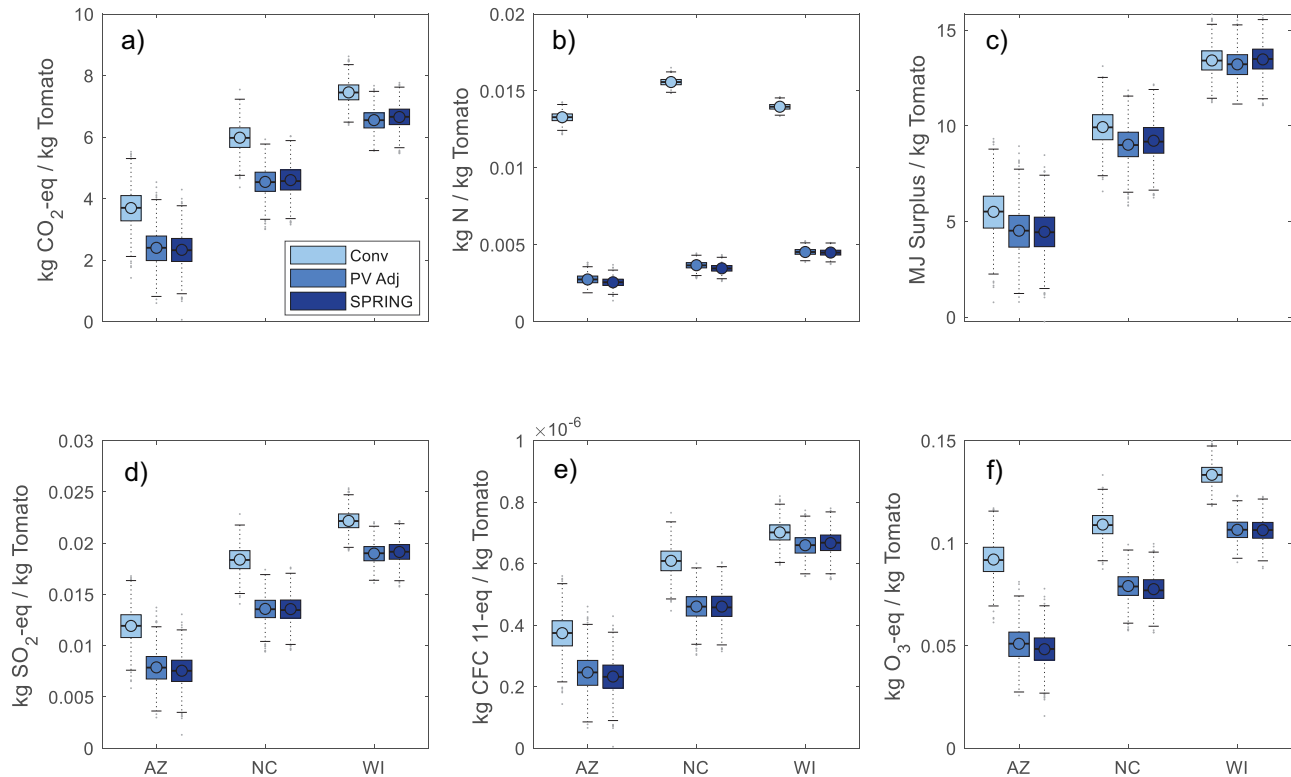 a)
kg CO₂-eq / kg Tomato
10
8
6
4
2
0
Conv
PV Adj
SPRING
b)
kg N / kg Tomato
0.02
0.015
0.01
0.005
0
c)
MJ Surplus / kg Tomato
15
10
5
0
d)
kg SO₂-eq / kg Tomato
0.03
0.025
0.02
0.015
0.01
0.005
0
AZ NC WI
e)
kg CFC 11-eq / kg Tomato
×10⁻⁶
1
0.8
0.6
0.4
0.2
0
AZ NC WI
f)
kg O₃-eq / kg Tomato
0.15
0.1
0.05
0
AZ NC WI